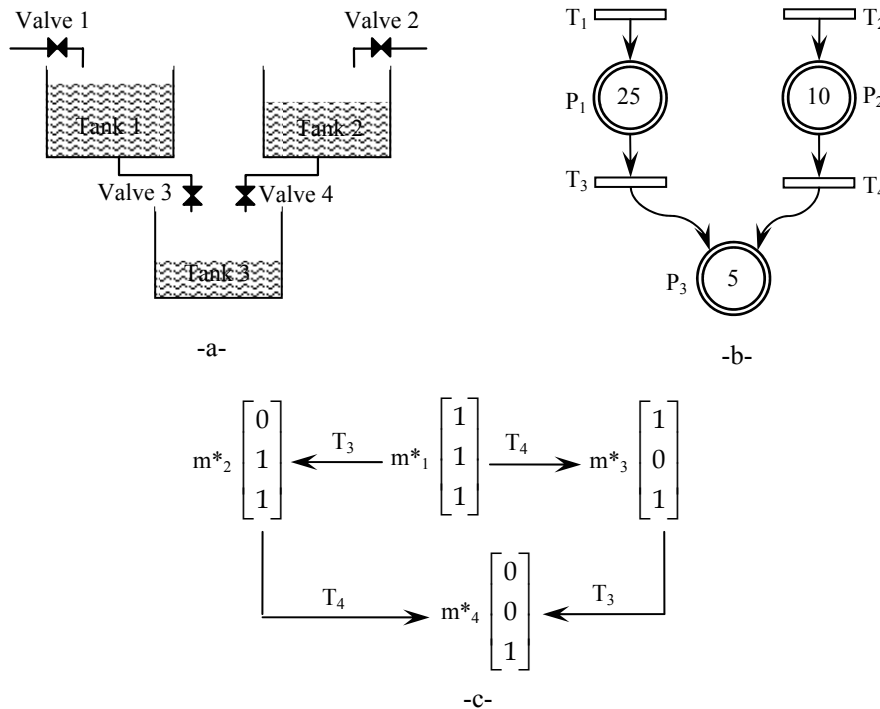 Valve 1
Valve 2
Tank 1
Tank 2
Valve 3
Valve 4
Tank 3
-a-
T1
T2
P1
25
10
P2
T3
T4
P3
5
-b-
m*2
0
1
1
T3
m*1
1
1
1
T4
m*3
1
0
1
T4
m*4
0
0
1
T3
-c-